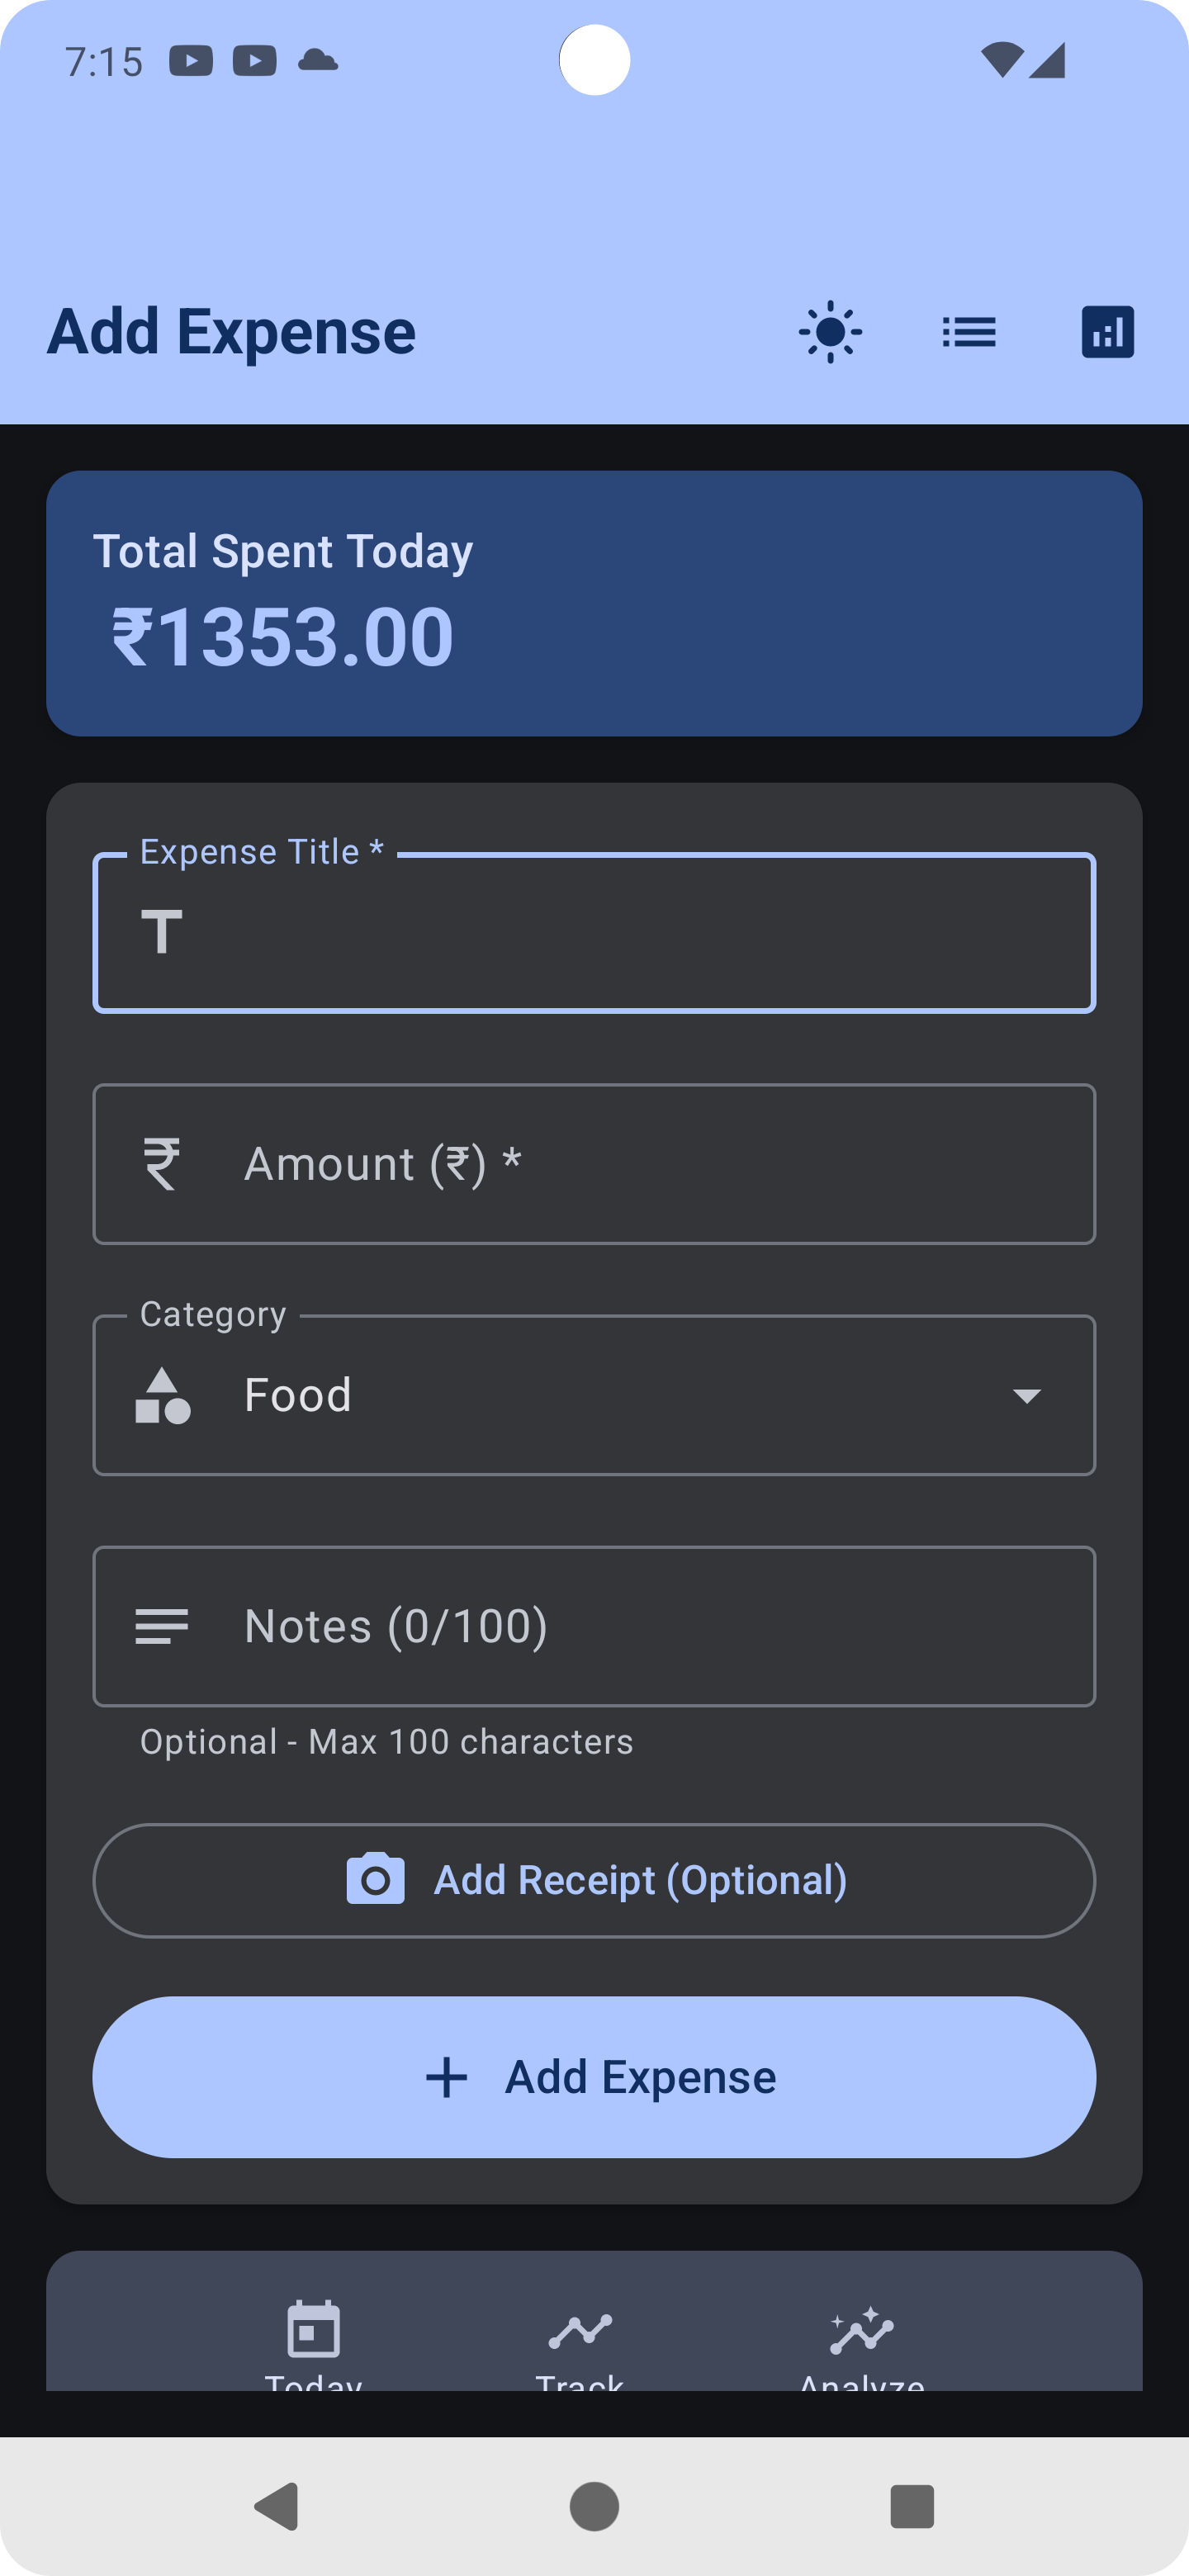 7:15
Add Expense
Total Spent Today
₹1353.00
Expense Title *
Amount (₹) *
Category
Food
Notes (0/100)
Optional - Max 100 characters
Add Receipt (Optional)
Add Expense
Today Track Analyze